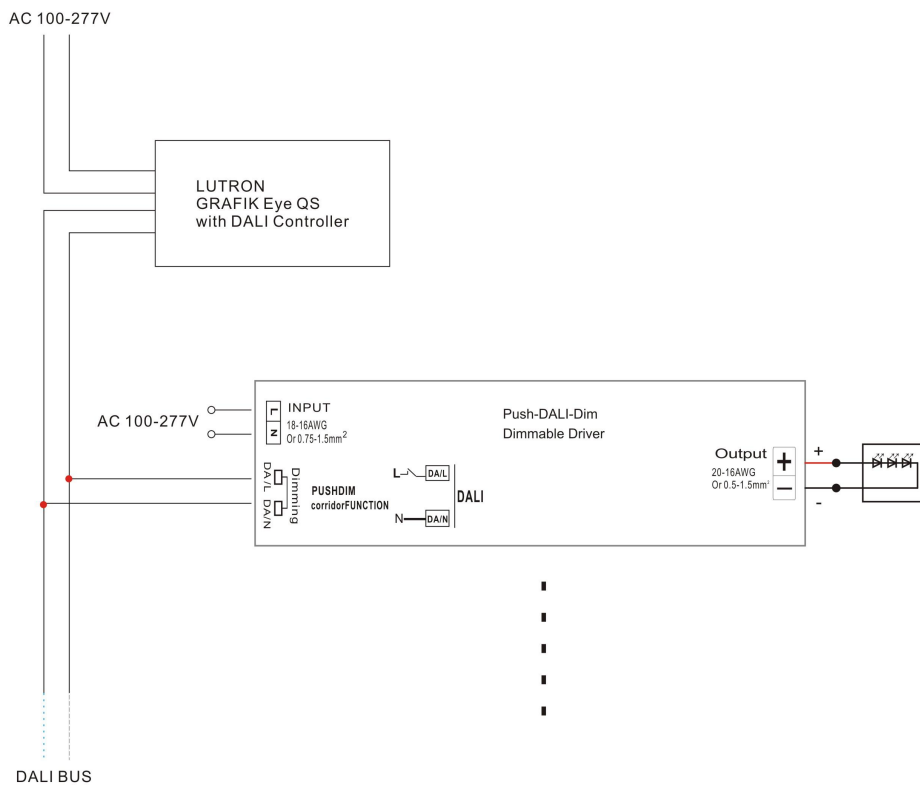 AC 100-277V
LUTRON
GRAFIK Eye QS
with DALI Controller
AC 100-277V
L
N
INPUT
18-16AWG
Or 0.75-1.5mm²
Push-DALI-Dim
Dimmable Driver
Output
20-16AWG
Or 0.5-1.5mm²
+
−
+
-
DA/L DA/N
Dimming
PUSHDIM
corridorFUNCTION
L DA/L
N DA/N
DALI
DALI BUS